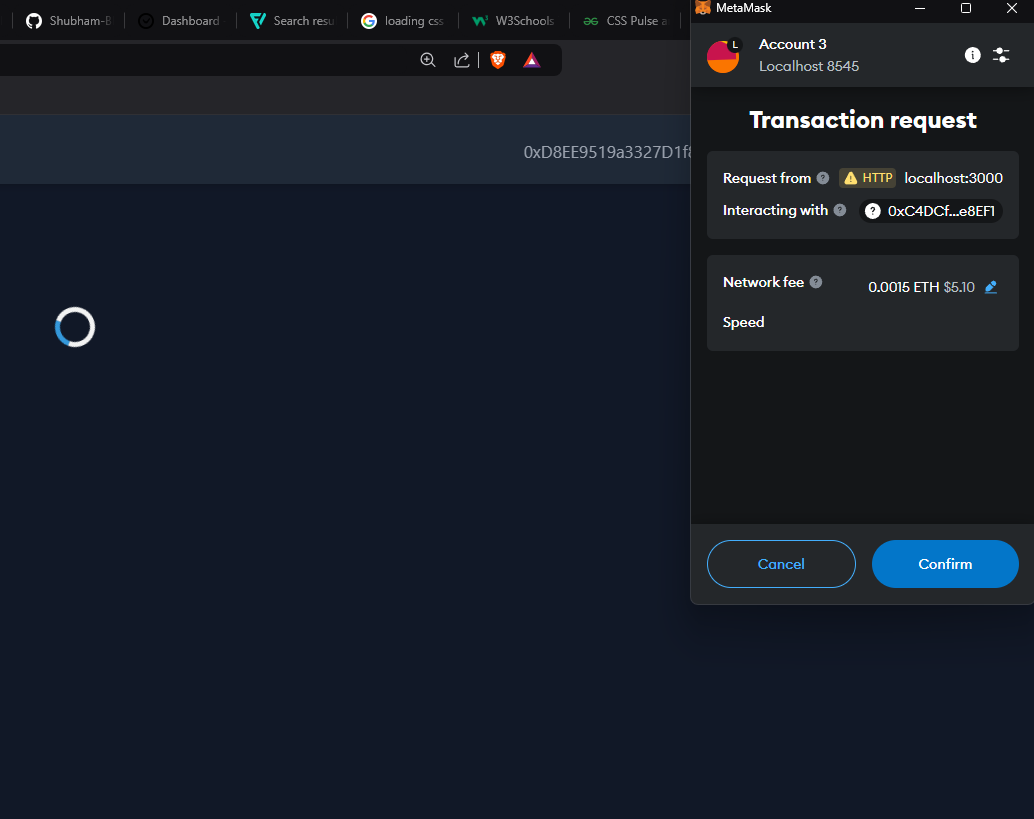 Shubham-B
Dashboard
Search resu
loading css
W3Schools
CSS Pulse a
MetaMask
L
Account 3
Localhost 8545
Transaction request
0xD8EE9519a3327D1f8
Request from ? HTTP localhost:3000
Interacting with ? ? 0xC4DCf...e8EF1
Network fee ? 0.0015 ETH $5.10
Speed
Cancel
Confirm